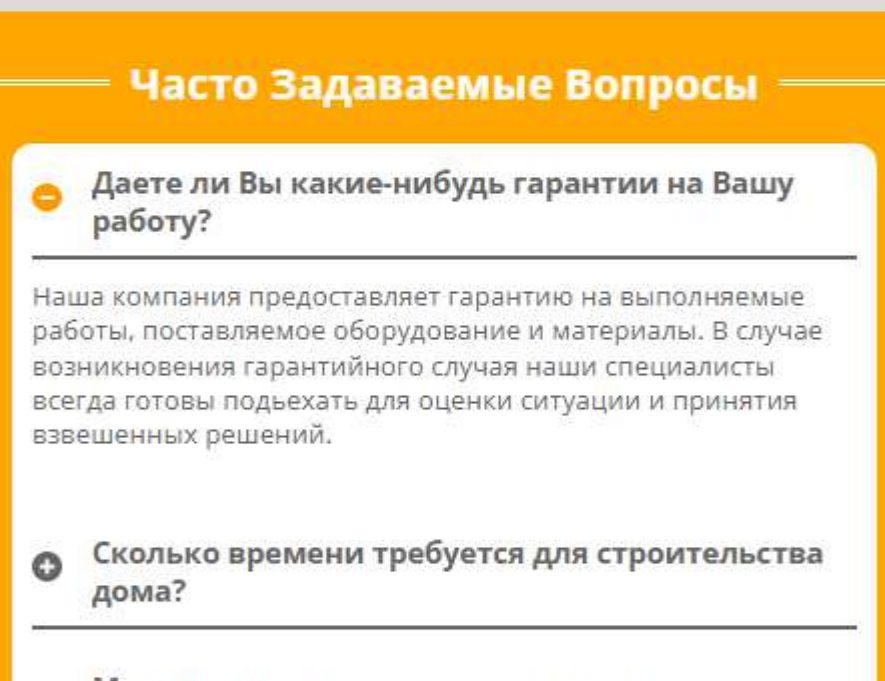 Часто Задаваемые Вопросы
Даете ли Вы какие-нибудь гарантии на Вашу
работу?
Наша компания предоставляет гарантию на выполняемые
работы, поставляемое оборудование и материалы. В случае
возникновения гарантийного случая наши специалисты
всегда готовы подьехать для оценки ситуации и принятия
взвешенных решений.
Сколько времени требуется для строительства
дома?